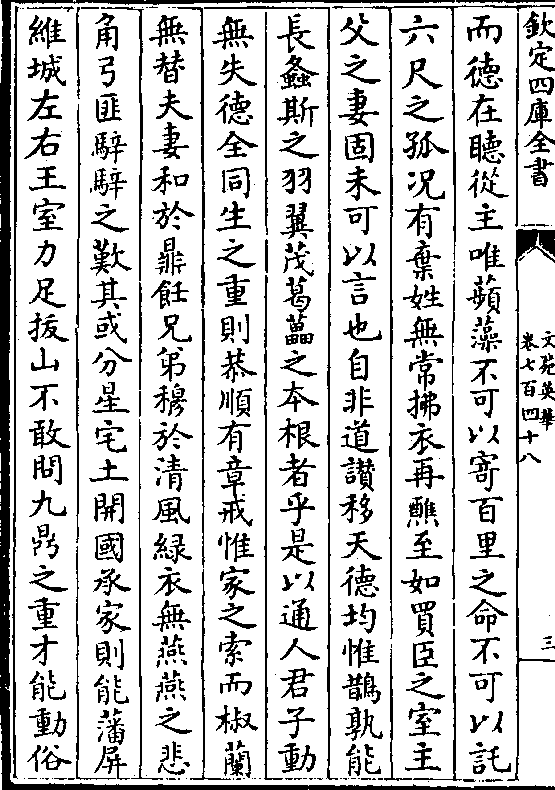 欽定四庫全書
文苑英華
卷七百四十八
三
而德在聽從主唯蘋藻不可以寄百里之命不可以託
六尺之孤况有棄姓無常拂衣再醮至如買臣之室主
父之妻固未可以言也自非道讃移天德均惟鵲孰能
長螽斯之羽翼茂葛藟之本根者乎是以通人君子動
無失德全同生之重則恭順有章戒惟家之索而椒蘭
無替夫妻和於鼎飪兄弟穆於清風緑衣無燕燕之悲
角弓匪騂騂之歎其或分星宅土開國承家則能藩屏
維城左右王室力足拔山不敢問九鼎之重才能動俗